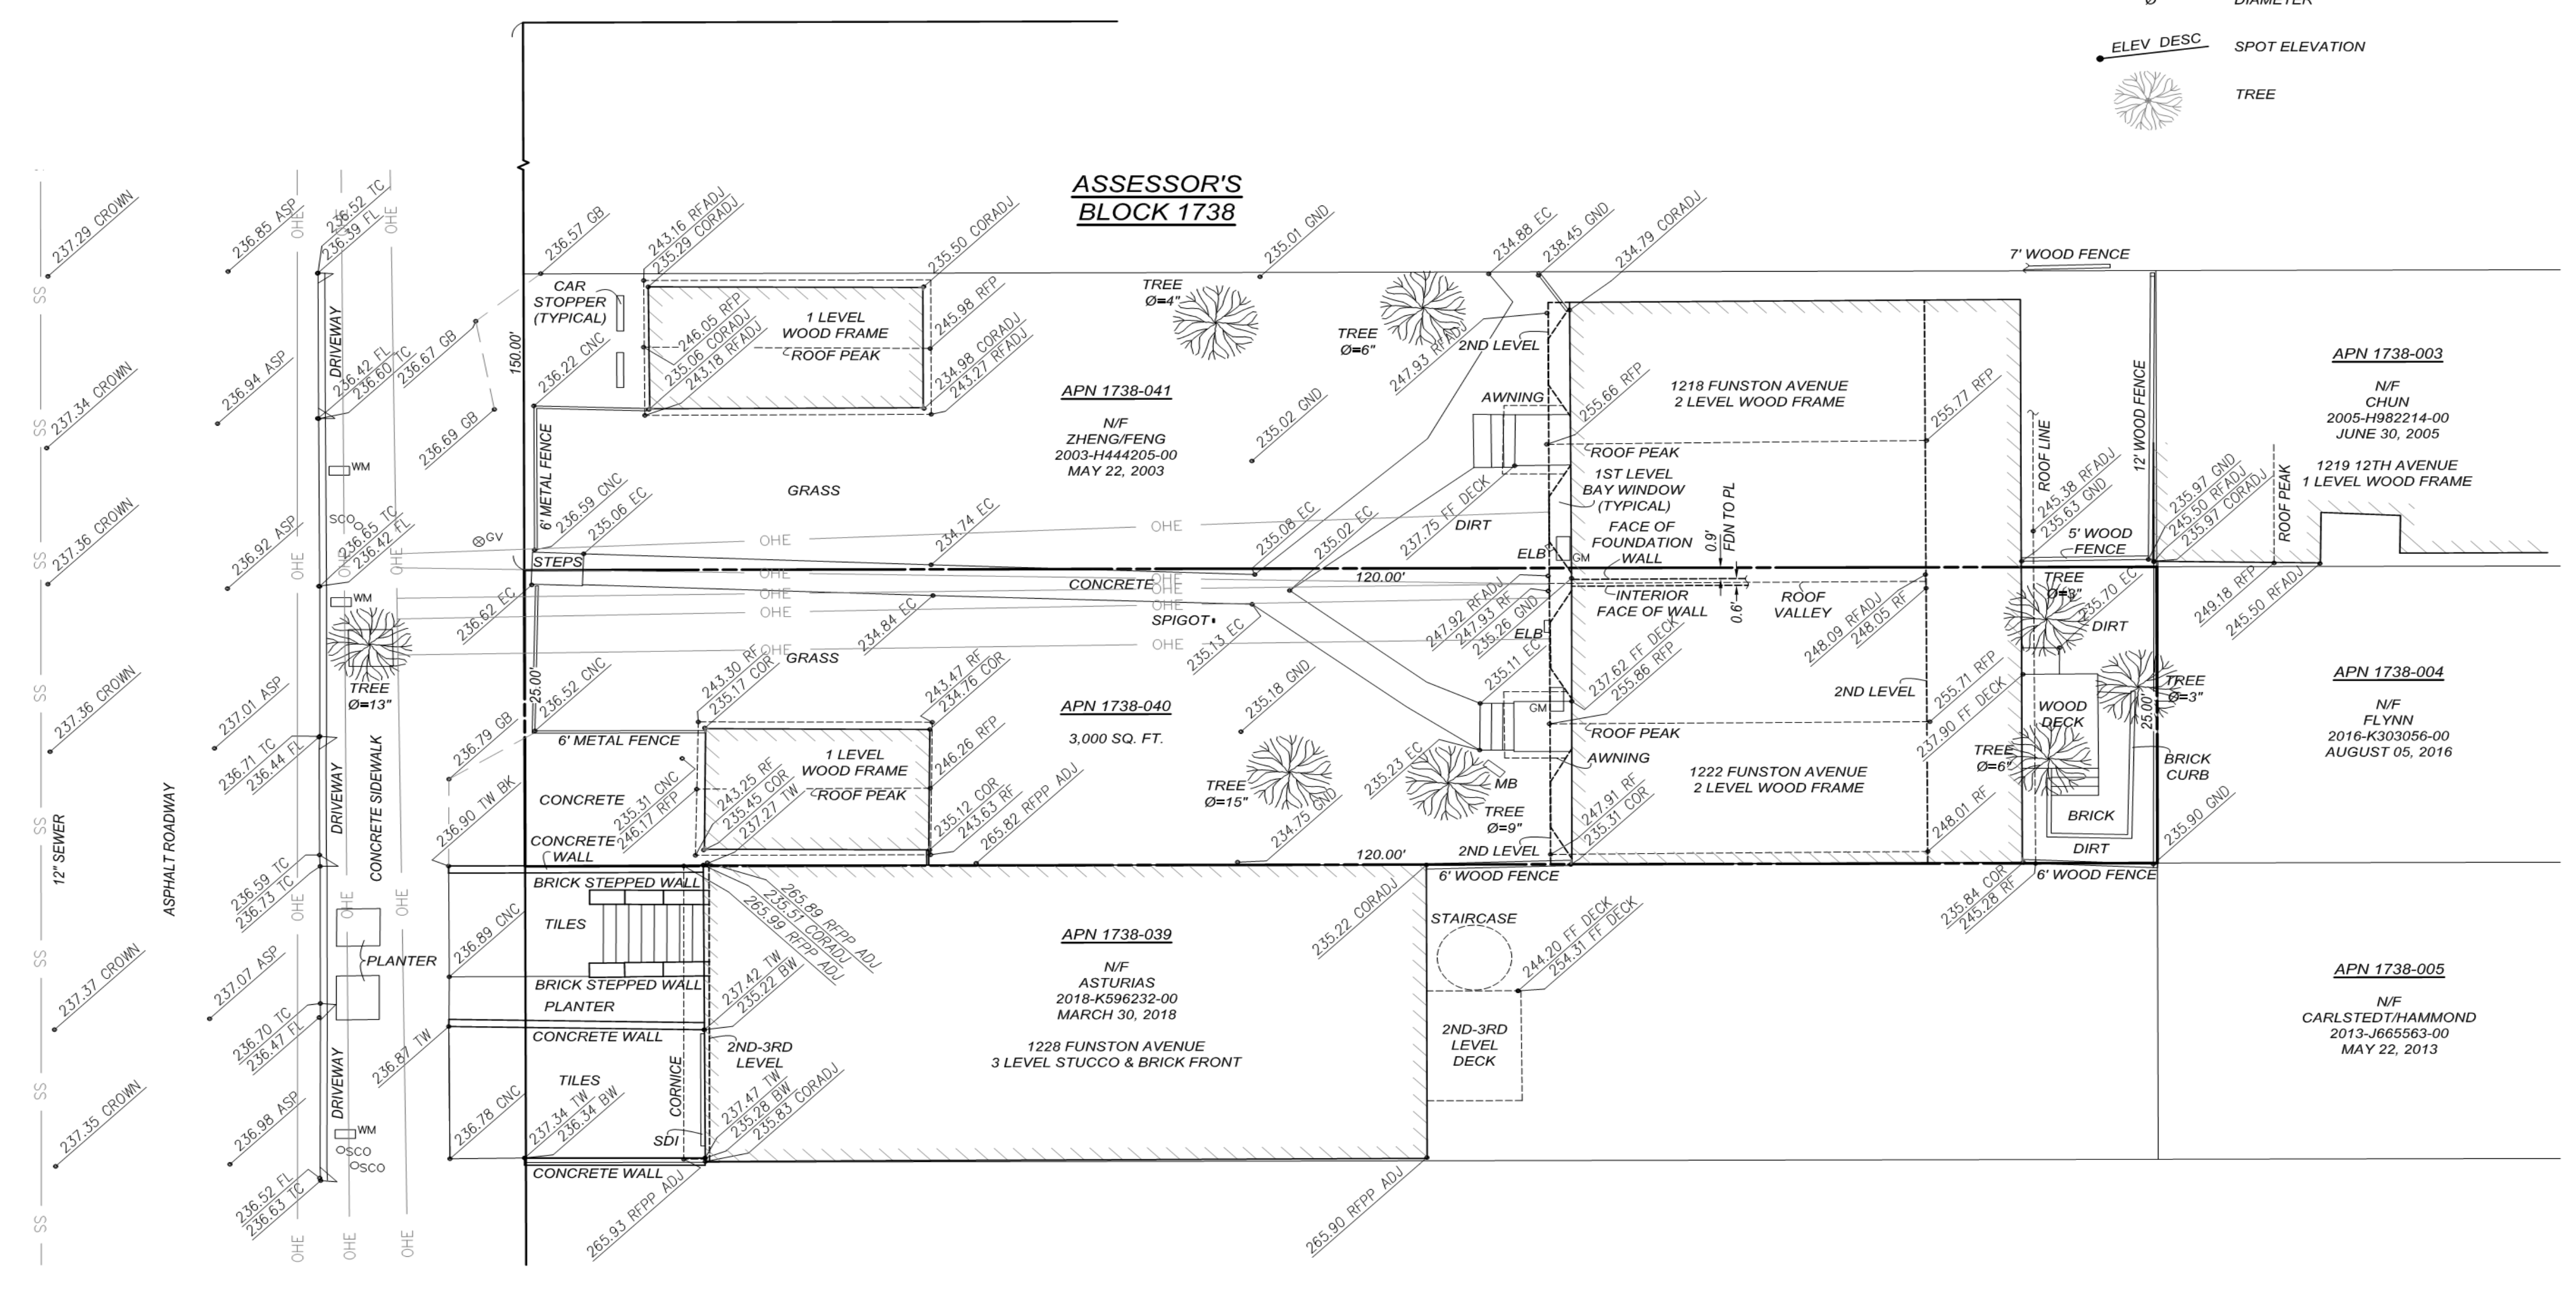 Ø DIAMETER
ELEV DESC SPOT ELEVATION
TREE
ASSESSOR'S
BLOCK 1738
237.29 CROWN
236.85 ASP
OHE
236.52 TC
236.39 FL
OHE
236.57 GB
243.16 RFADJ
235.29 CORADJ
235.50 CORADJ
235.01 GND
234.88 EC
238.45 GND
234.79 CORADJ
7' WOOD FENCE
SS
DRIVEWAY
150.00'
CAR
STOPPER
(TYPICAL)
1 LEVEL
WOOD FRAME
ROOF PEAK
246.05 RFP
235.06 CORADJ
243.18 RFADJ
245.98 RFP
234.98 CORADJ
243.27 RFADJ
TREE
Ø=4"
TREE
Ø=6"
247.93 RFADJ
2ND LEVEL
237.34 CROWN
236.94 ASP
236.42 FL
236.60 TC
236.67 GB
236.69 GB
236.22 CNC
6' METAL FENCE
APN 1738-041
N/F
ZHENG/FENG
2003-H444205-00
MAY 22, 2003
235.02 GND
AWNING
255.66 RFP
1218 FUNSTON AVENUE
2 LEVEL WOOD FRAME
255.77 RFP
ROOF PEAK
1ST LEVEL
BAY WINDOW
(TYPICAL)
FACE OF
FOUNDATION
WALL
0.9'
FDN TO PL
ROOF LINE
12' WOOD FENCE
APN 1738-003
N/F
CHUN
2005-H982214-00
JUNE 30, 2005
1219 12TH AVENUE
1 LEVEL WOOD FRAME
245.38 RFADJ
235.63 GND
5' WOOD
FENCE
235.97 GND
245.50 RFADJ
235.97 CORADJ
ROOF PEAK
SS
WM
SCO
GV
237.36 CROWN
236.92 ASP
OHE
236.65 TC
236.42 FL
OHE
OHE
236.59 CNC
235.06 EC
GRASS
OHE
234.74 EC
OHE
235.08 EC
235.02 EC
237.75 FF DECK
DIRT
ELB
GM
STEPS
OHE
CONCRETE
OHE
120.00'
WM
236.62 EC
OHE
OHE
234.84 EC
OHE
SPIGOT
235.13 EC
247.92 RFADJ
247.93 RF
235.26 GND
ELB
INTERIOR
FACE OF WALL
0.6'
ROOF
VALLEY
248.09 RFADJ
248.05 RF
TREE
Ø=3"
235.70 EC
DIRT
249.18 RFP
245.50 RFADJ
SS
237.36 CROWN
237.01 ASP
TREE
Ø=13"
25.00'
236.52 CNC
OHE
GRASS
243.30 RF
235.17 COR
243.47 RF
234.76 COR
OHE
APN 1738-040
3,000 SQ. FT.
235.18 GND
235.11 EC
GM
237.62 FF DECK
255.86 RFP
2ND LEVEL
255.71 RFP
237.90 FF DECK
WOOD
DECK
TREE
Ø=3"
25.00'
APN 1738-004
N/F
FLYNN
2016-K303056-00
AUGUST 05, 2016
236.71 TC
236.44 FL
DRIVEWAY
CONCRETE SIDEWALK
236.79 GB
6' METAL FENCE
1 LEVEL
WOOD FRAME
ROOF PEAK
246.26 RFP
TREE
Ø=15"
235.23 EC
ROOF PEAK
AWNING
1222 FUNSTON AVENUE
2 LEVEL WOOD FRAME
TREE
Ø=6"
BRICK
CURB
12" SEWER
SS
ASPHALT ROADWAY
CONCRETE
236.90 TW BK
235.31 CNC
246.17 RFP
243.25 RF
235.45 COR
237.27 TW
235.12 COR
243.63 RF
265.82 RFPP ADJ
234.75 GND
MB
TREE
Ø=9"
247.91 RF
235.31 COR
248.01 RF
BRICK
235.90 GND
DIRT
CONCRETE
WALL
120.00'
2ND LEVEL
6' WOOD FENCE
6' WOOD FENCE
236.59 TC
236.73 TC
OHE
OHE
OHE
BRICK STEPPED WALL
TILES
236.89 CNC
265.89 RFPP ADJ
235.51 CORADJ
265.99 RFPP ADJ
235.22 CORADJ
STAIRCASE
244.20 FF DECK
254.31 FF DECK
235.84 COR
245.28 RF
SS
237.37 CROWN
237.07 ASP
PLANTER
BRICK STEPPED WALL
PLANTER
237.42 TW
235.22 BW
APN 1738-039
N/F
ASTURIAS
2018-K596232-00
MARCH 30, 2018
1228 FUNSTON AVENUE
3 LEVEL STUCCO & BRICK FRONT
2ND-3RD
LEVEL
DECK
APN 1738-005
N/F
CARLSTEDT/HAMMOND
2013-J665563-00
MAY 22, 2013
236.70 TC
236.47 FL
DRIVEWAY
236.87 TW
CONCRETE WALL
CORNICE
2ND-3RD
LEVEL
SS
237.35 CROWN
236.98 ASP
WM
SCO
SCO
236.78 CNC
TILES
237.34 TW
236.34 BW
237.47 TW
235.28 BW
235.83 CORADJ
SDI
CONCRETE WALL
236.52 FL
236.63 TC
265.93 RFPP ADJ
265.90 RFPP ADJ
SS
OHE
OHE
OHE